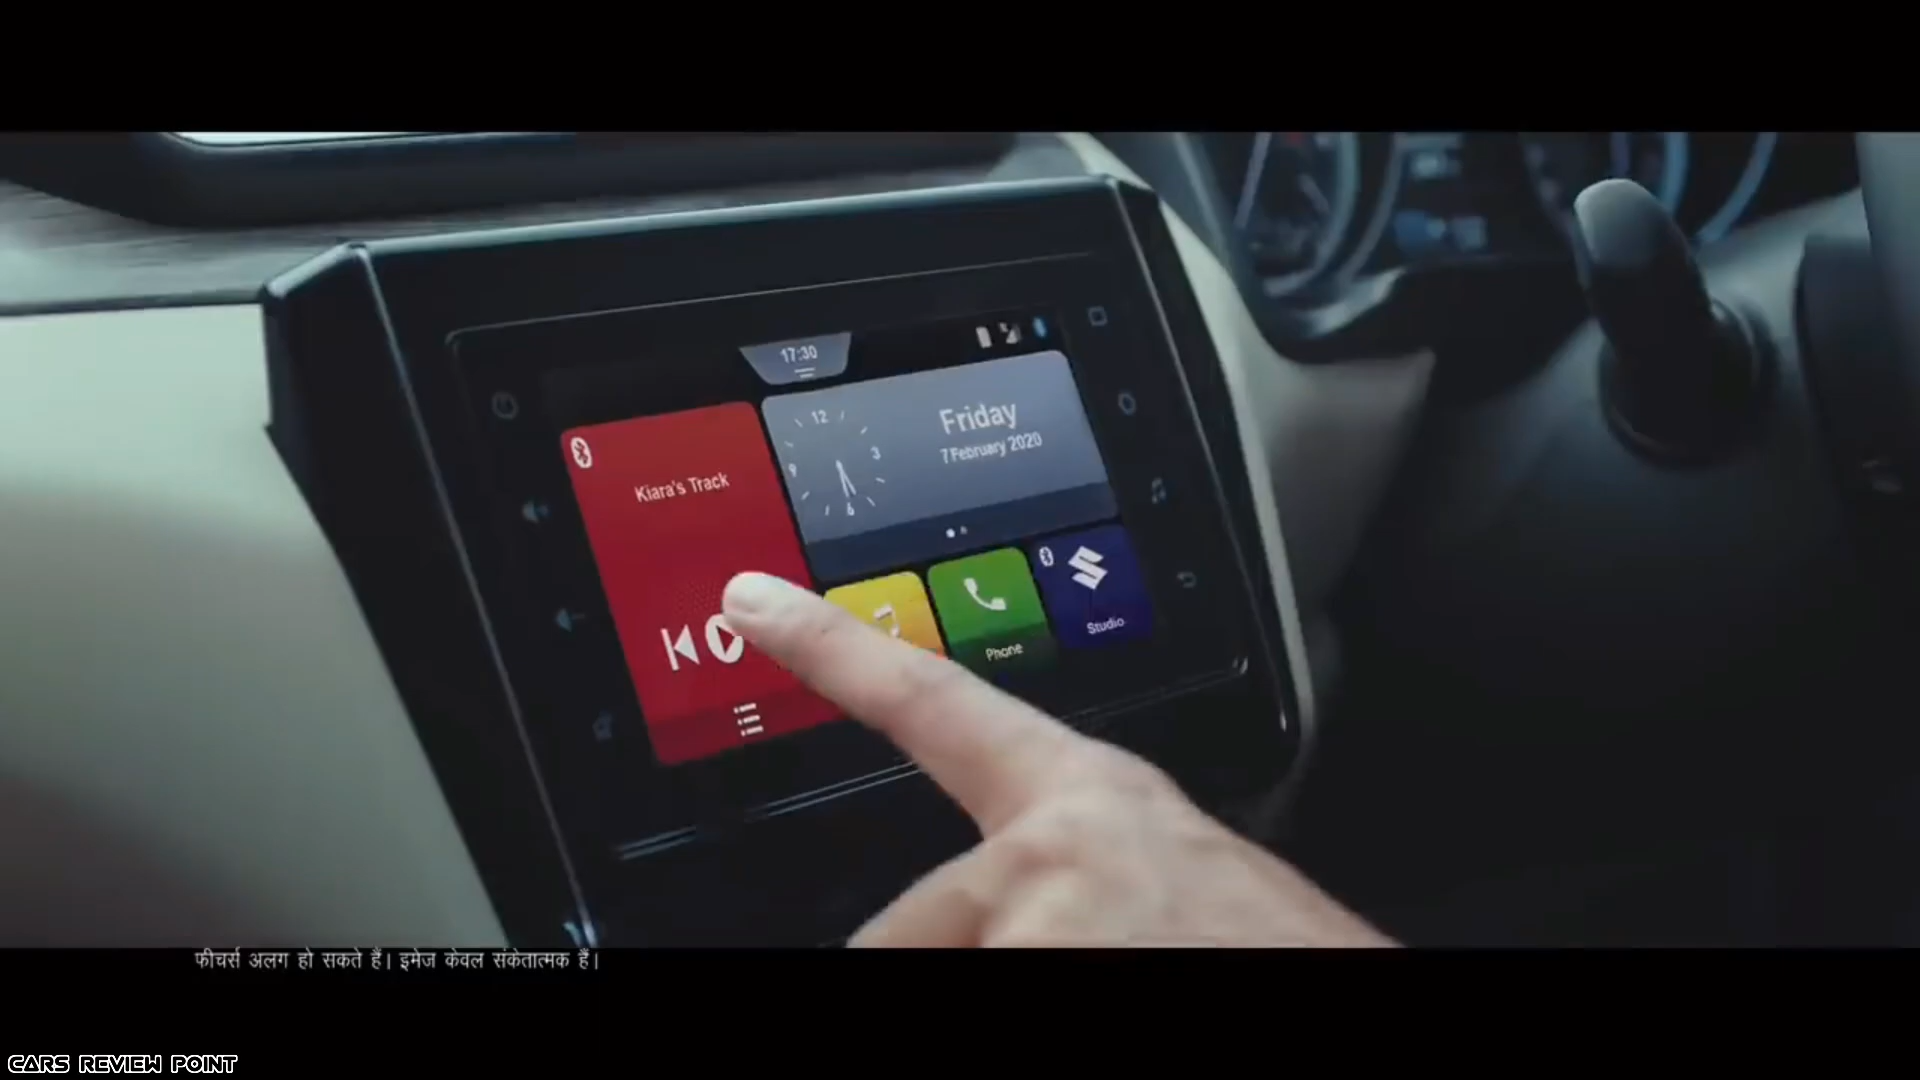 17:30
12
3
9
6
Friday
7 February 2020
Kiara's Track
Phone
Studio
फीचर्स अलग हो सकते हैं। इमेज केवल संकेतात्मक हैं।
CARS REVIEW POINT